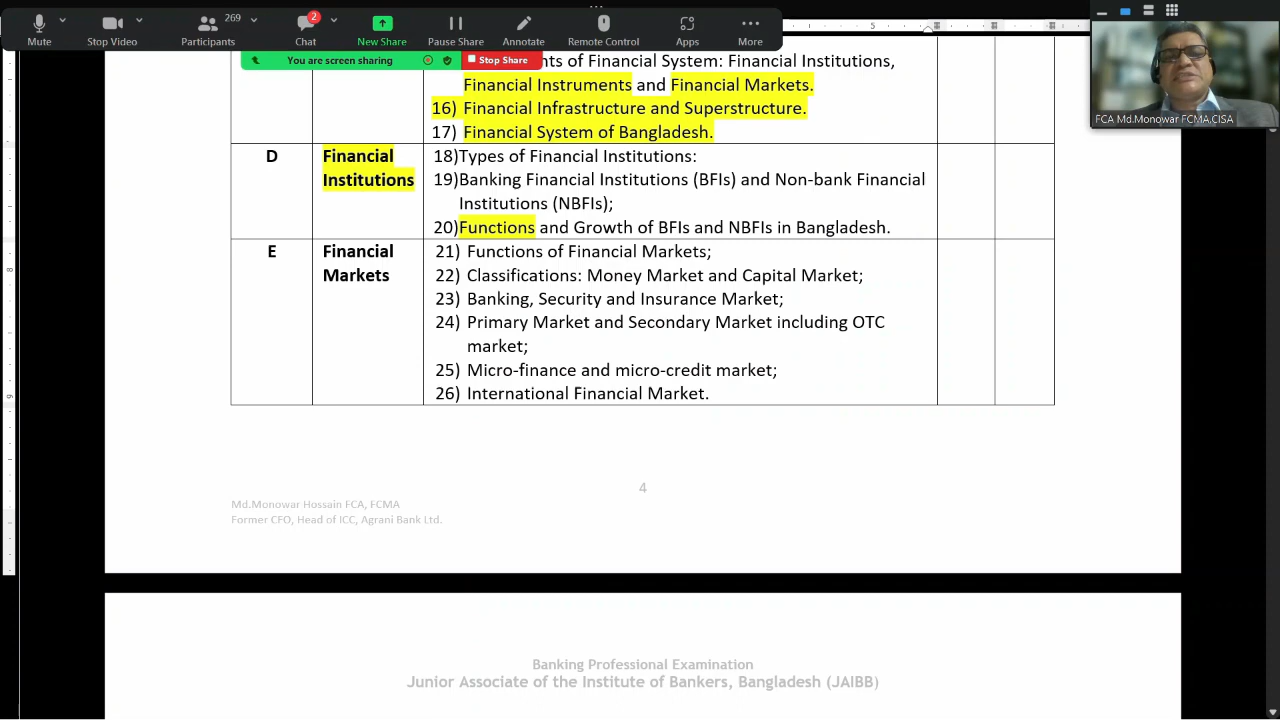 269
2
Mute
Stop Video
Participants
Chat
New Share
Pause Share
Annotate
Remote Control
Apps
More
5
You are screen sharing
Stop Share
FCA Md.Monowar FCMA,CISA
nts of Financial System: Financial Institutions,
Financial Instruments and Financial Markets.
16) Financial Infrastructure and Superstructure.
17) Financial System of Bangladesh.
D
Financial
Institutions
18)Types of Financial Institutions:
19)Banking Financial Institutions (BFIs) and Non-bank Financial
Institutions (NBFIs);
20)Functions and Growth of BFIs and NBFIs in Bangladesh.
E
Financial
Markets
21) Functions of Financial Markets;
22) Classifications: Money Market and Capital Market;
23) Banking, Security and Insurance Market;
24) Primary Market and Secondary Market including OTC
market;
25) Micro-finance and micro-credit market;
26) International Financial Market.
8
9
4
Md.Monowar Hossain FCA, FCMA
Former CFO, Head of ICC, Agrani Bank Ltd.
Banking Professional Examination
Junior Associate of the Institute of Bankers, Bangladesh (JAIBB)